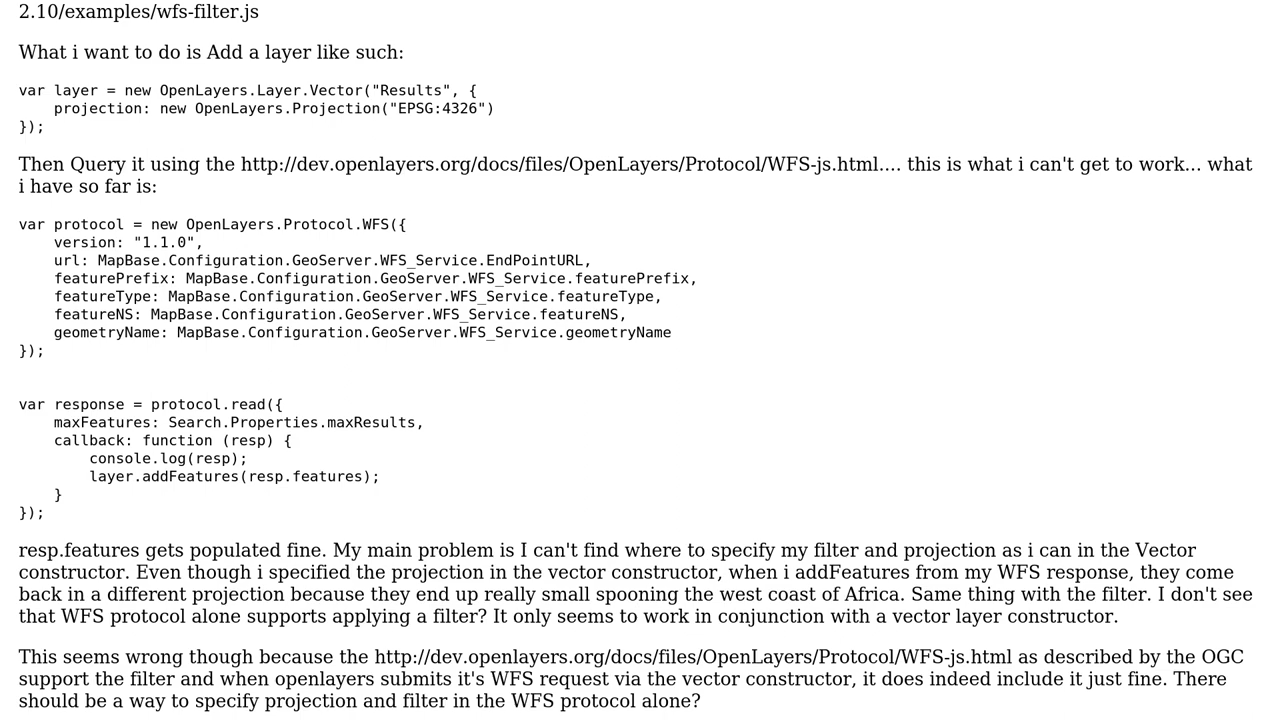 2.10/examples/wfs-filter.js
What i want to do is Add a layer like such:
var layer = new OpenLayers.Layer.Vector("Results", {
    projection: new OpenLayers.Projection("EPSG:4326")
});
Then Query it using the http://dev.openlayers.org/docs/files/OpenLayers/Protocol/WFS-js.html.... this is what i can't get to work... what
i have so far is:
var protocol = new OpenLayers.Protocol.WFS({
    version: "1.1.0",
    url: MapBase.Configuration.GeoServer.WFS_Service.EndPointURL,
    featurePrefix: MapBase.Configuration.GeoServer.WFS_Service.featurePrefix,
    featureType: MapBase.Configuration.GeoServer.WFS_Service.featureType,
    featureNS: MapBase.Configuration.GeoServer.WFS_Service.featureNS,
    geometryName: MapBase.Configuration.GeoServer.WFS_Service.geometryName
});
var response = protocol.read({
    maxFeatures: Search.Properties.maxResults,
    callback: function (resp) {
        console.log(resp);
        layer.addFeatures(resp.features);
    }
});
resp.features gets populated fine. My main problem is I can't find where to specify my filter and projection as i can in the Vector
constructor. Even though i specified the projection in the vector constructor, when i addFeatures from my WFS response, they come
back in a different projection because they end up really small spooning the west coast of Africa. Same thing with the filter. I don't see
that WFS protocol alone supports applying a filter? It only seems to work in conjunction with a vector layer constructor.
This seems wrong though because the http://dev.openlayers.org/docs/files/OpenLayers/Protocol/WFS-js.html as described by the OGC
support the filter and when openlayers submits it's WFS request via the vector constructor, it does indeed include it just fine. There
should be a way to specify projection and filter in the WFS protocol alone?